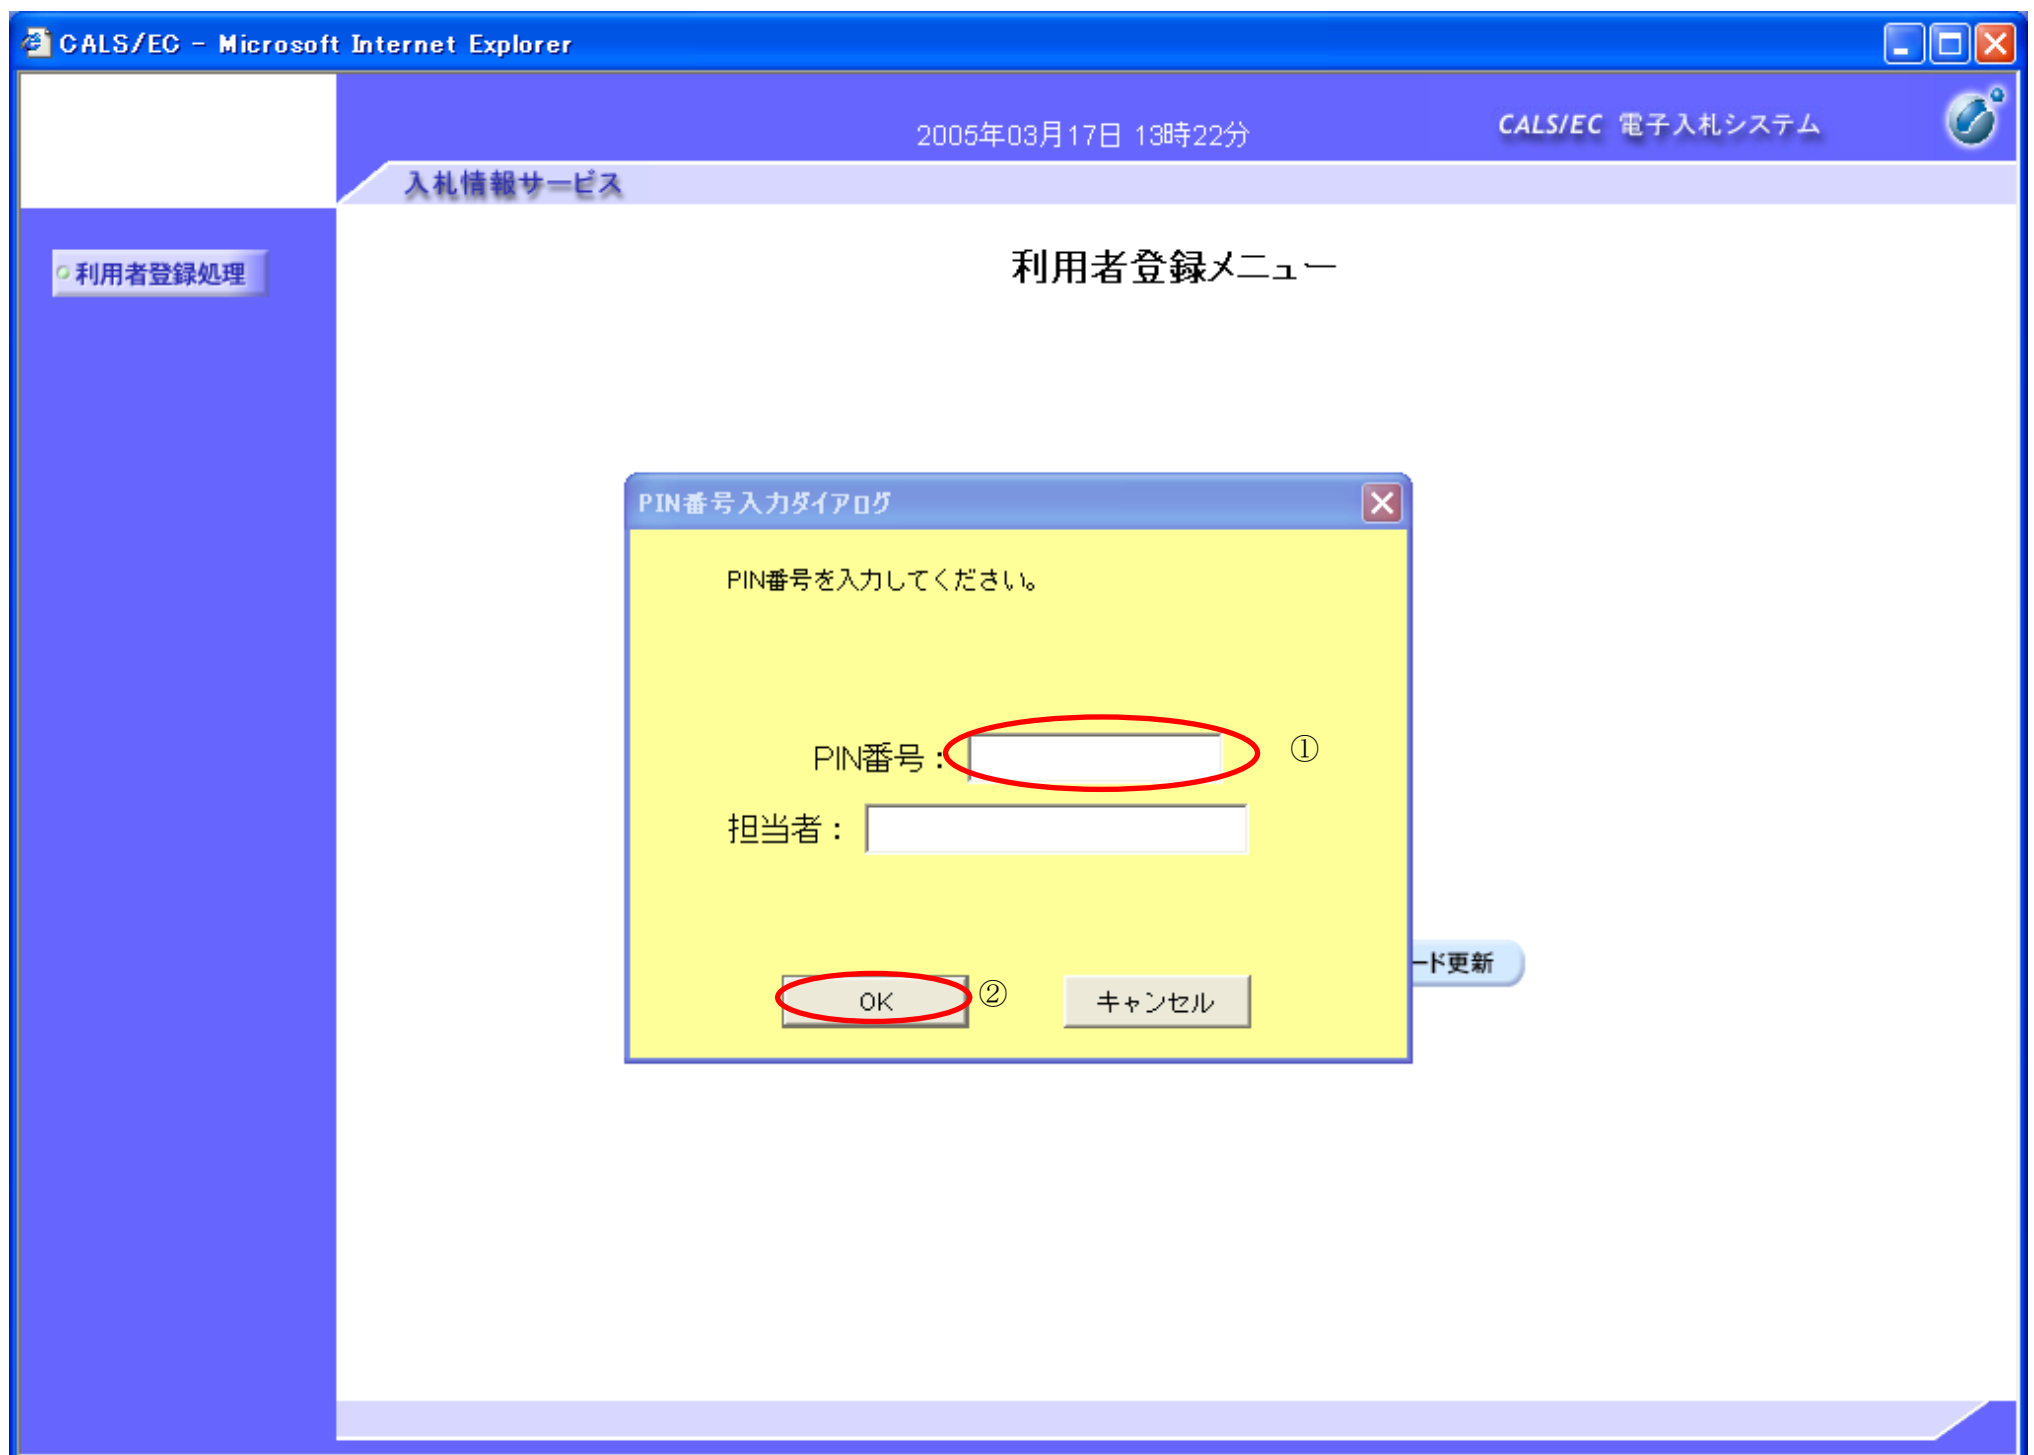 CALS/EC - Microsoft Internet Explorer
2005年03月17日 13時22分
CALS/EC 電子入札システム
入札情報サービス
利用者登録処理
利用者登録メニュー
PIN番号入力ダイアログ
PIN番号を入力してください。
PIN番号：
①
担当者：
ード更新
OK
②
キャンセル